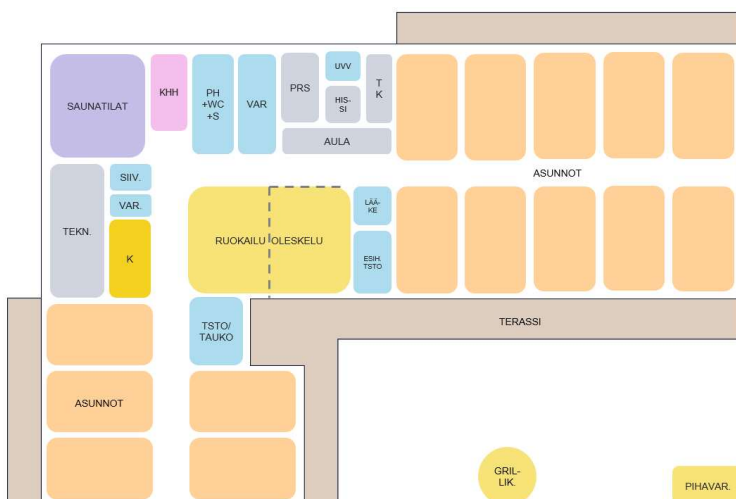 SAUNATILAT
KHH
PH
+WC
+S
VAR
PRS
UVV
HIS-
SI
T
K
AULA
ASUNNOT
TEKN.
SIIV.
VAR.
K
RUOKAILU OLESKELU
LÄÄ-
KE
ESIH.
TSTO
TSTO/
TAUKO
TERASSI
ASUNNOT
GRIL-
LIK.
PIHAVAR.